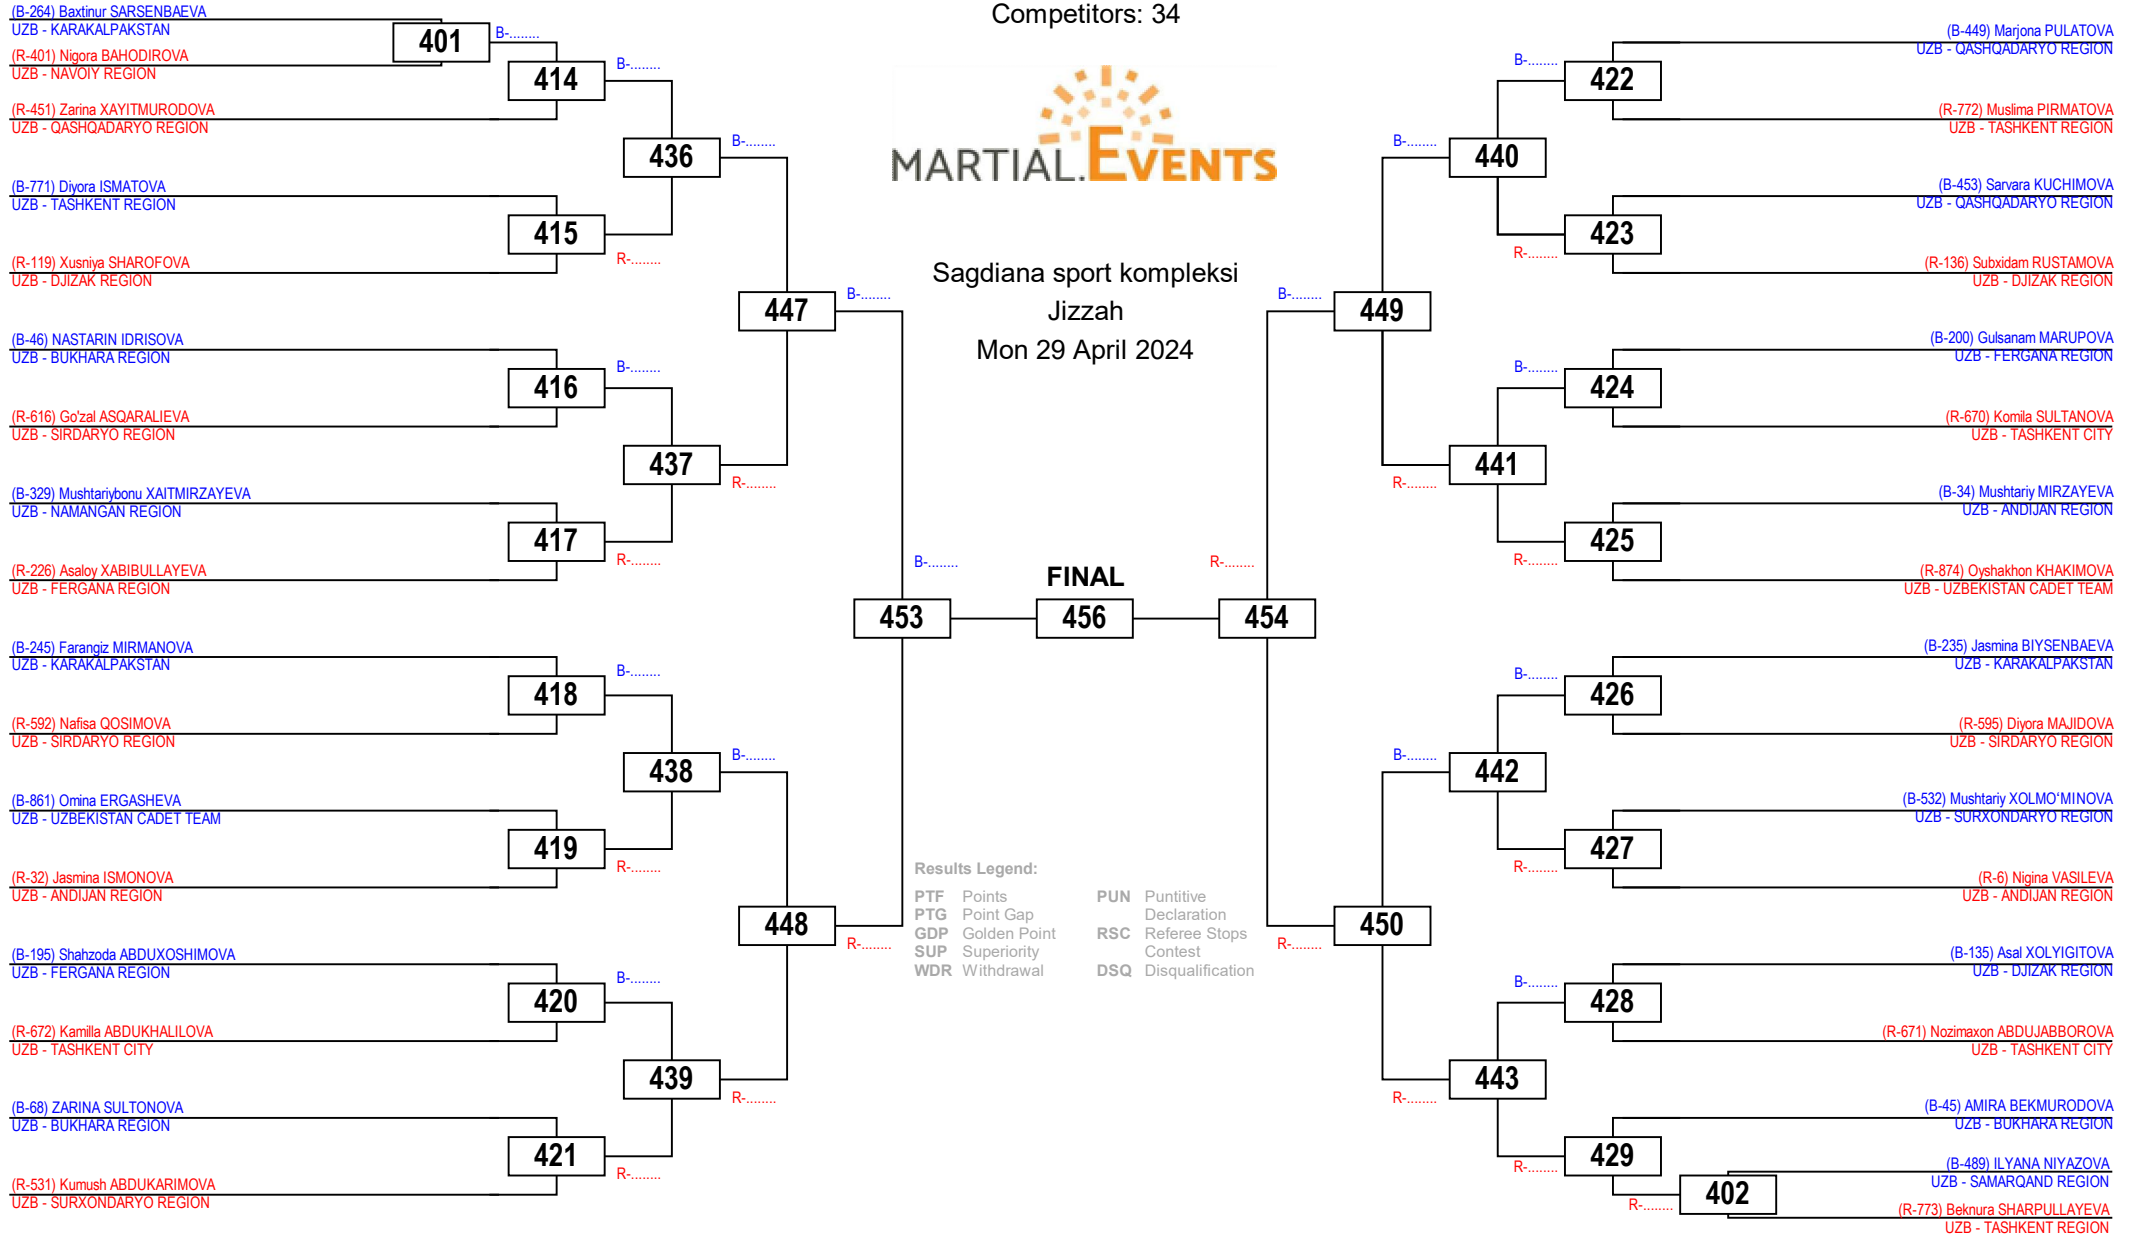 Competitors: 34
MARTIAL.EVENTS
Sagdiana sport kompleksi
Jizzah
Mon 29 April 2024
(B-264) Baxtinur SARSENBAEVA
UZB - KARAKALPAKSTAN
401
B-........
(R-401) Nigora BAHODIROVA
UZB - NAVOIY REGION
414
B-........
(R-451) Zarina XAYITMURODOVA
UZB - QASHQADARYO REGION
436
B-........
(B-771) Diyora ISMATOVA
UZB - TASHKENT REGION
415
R-........
(R-119) Xusniya SHAROFOVA
UZB - DJIZAK REGION
447
B-........
(B-46) NASTARIN IDRISOVA
UZB - BUKHARA REGION
416
B-........
(R-616) Go'zal ASQARALIEVA
UZB - SIRDARYO REGION
437
R-........
(B-329) Mushtariybonu XAITMIRZAYEVA
UZB - NAMANGAN REGION
417
R-........
(R-226) Asaloy XABIBULLAYEVA
UZB - FERGANA REGION
B-........
453
(B-245) Farangiz MIRMANOVA
UZB - KARAKALPAKSTAN
418
B-........
(R-592) Nafisa QOSIMOVA
UZB - SIRDARYO REGION
438
B-........
(B-861) Omina ERGASHEVA
UZB - UZBEKISTAN CADET TEAM
419
R-........
(R-32) Jasmina ISMONOVA
UZB - ANDIJAN REGION
448
R-........
(B-195) Shahzoda ABDUXOSHIMOVA
UZB - FERGANA REGION
420
B-........
(R-672) Kamilla ABDUKHALILOVA
UZB - TASHKENT CITY
439
R-........
(B-68) ZARINA SULTONOVA
UZB - BUKHARA REGION
421
R-........
(R-531) Kumush ABDUKARIMOVA
UZB - SURXONDARYO REGION
FINAL
456
Results Legend:
PTF Points
PTG Point Gap
GDP Golden Point
SUP Superiority
WDR Withdrawal
PUN Puntitive
Declaration
RSC Referee Stops
Contest
DSQ Disqualification
(B-449) Marjona PULATOVA
UZB - QASHQADARYO REGION
B-........
422
(R-772) Muslima PIRMATOVA
UZB - TASHKENT REGION
B-........
440
(B-453) Sarvara KUCHIMOVA
UZB - QASHQADARYO REGION
R-........
423
(R-136) Subxidam RUSTAMOVA
UZB - DJIZAK REGION
B-........
449
(B-200) Gulsanam MARUPOVA
UZB - FERGANA REGION
B-........
424
(R-670) Komila SULTANOVA
UZB - TASHKENT CITY
R-........
441
(B-34) Mushtariy MIRZAYEVA
UZB - ANDIJAN REGION
R-........
425
(R-874) Oyshakhon KHAKIMOVA
UZB - UZBEKISTAN CADET TEAM
R-........
454
(B-235) Jasmina BIYSENBAEVA
UZB - KARAKALPAKSTAN
B-........
426
(R-595) Diyora MAJIDOVA
UZB - SIRDARYO REGION
B-........
442
(B-532) Mushtariy XOLMO‘MINOVA
UZB - SURXONDARYO REGION
R-........
427
(R-6) Nigina VASILEVA
UZB - ANDIJAN REGION
R-........
450
(B-135) Asal XOLYIGITOVA
UZB - DJIZAK REGION
B-........
428
(R-671) Nozimaxon ABDUJABBOROVA
UZB - TASHKENT CITY
R-........
443
(B-45) AMIRA BEKMURODOVA
UZB - BUKHARA REGION
R-........
429
(B-489) ILYANA NIYAZOVA
UZB - SAMARQAND REGION
R-........
402
(R-773) Beknura SHARPULLAYEVA
UZB - TASHKENT REGION